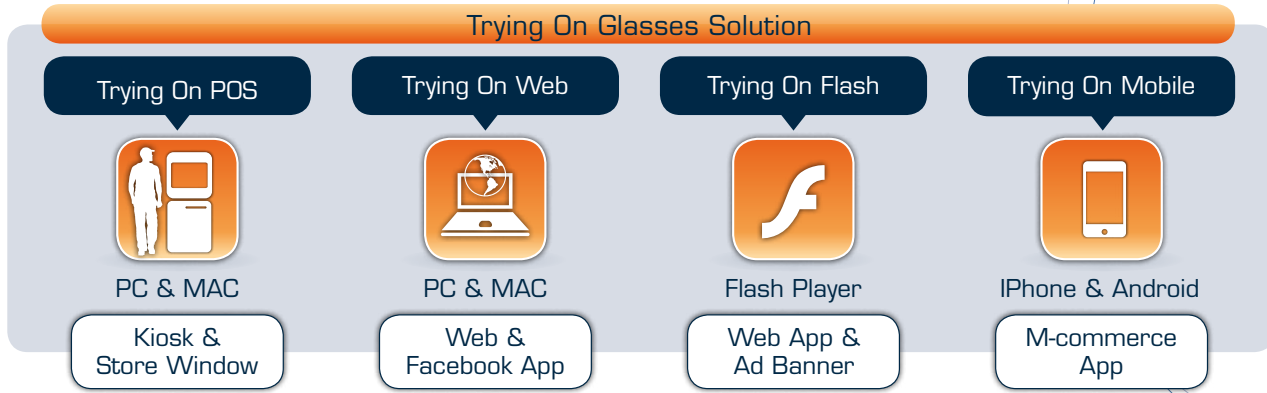 Trying On Glasses Solution
Trying On POS
Trying On Web
Trying On Flash
Trying On Mobile
PC & MAC
PC & MAC
Flash Player
IPhone & Android
Kiosk &
Store Window
Web &
Facebook App
Web App &
Ad Banner
M-commerce
App